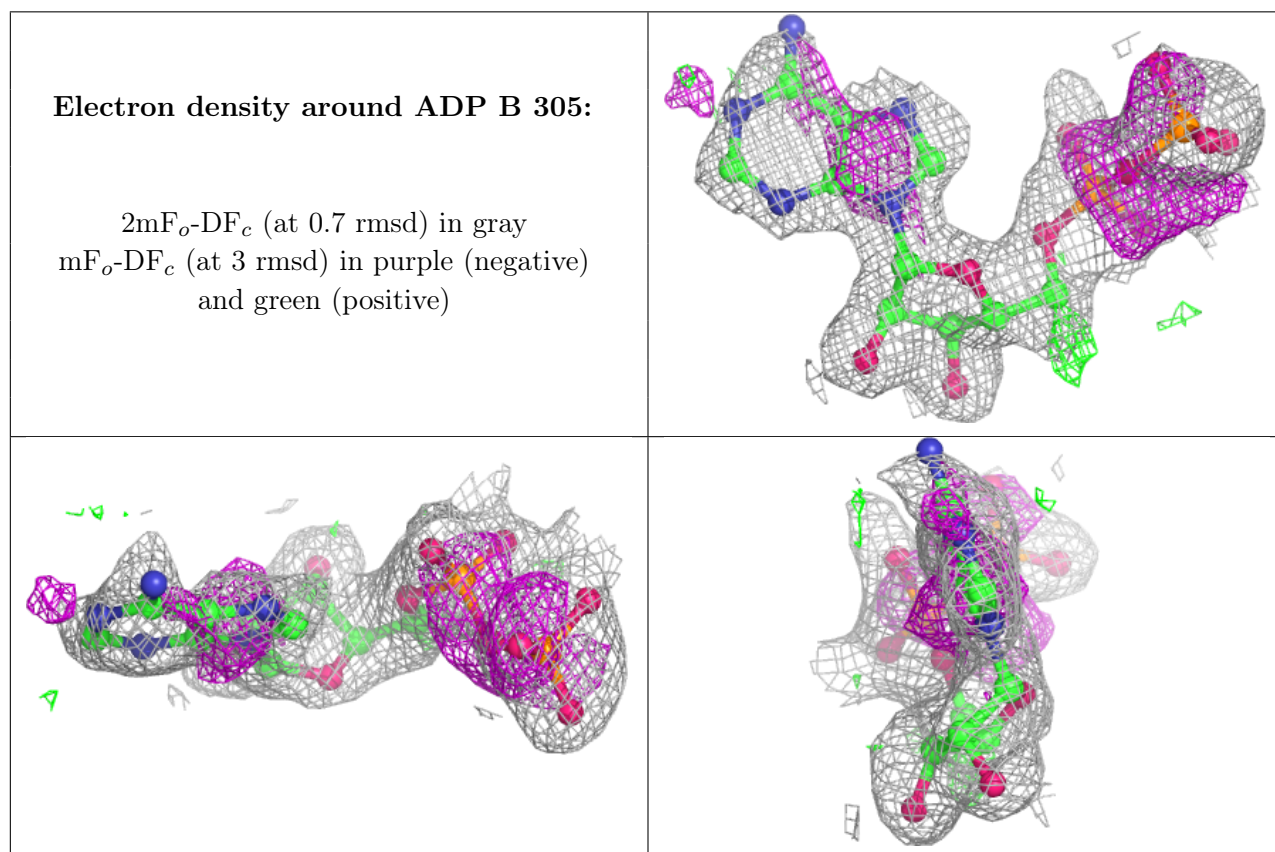 Electron density around ADP B 305:
2mFo-DFc (at 0.7 rmsd) in gray
mFo-DFc (at 3 rmsd) in purple (negative)
and green (positive)